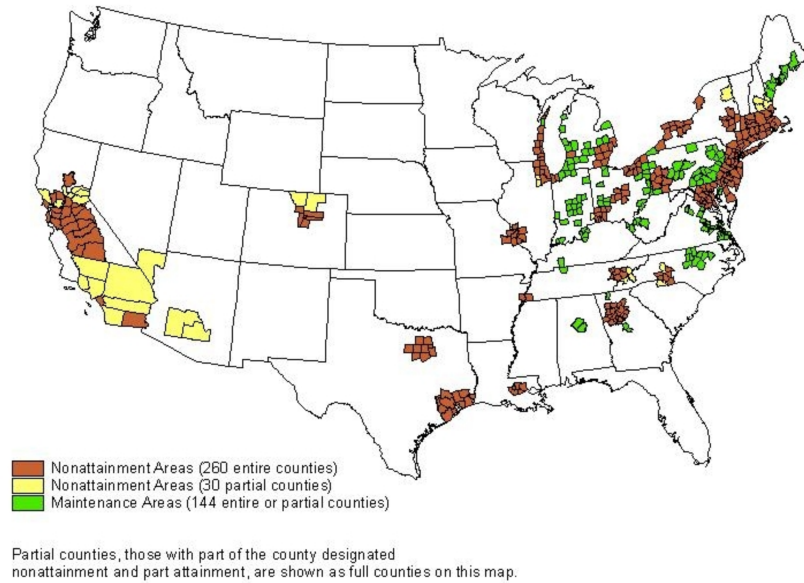 Nonattainment Areas (260 entire counties)
Nonattainment Areas (30 partial counties)
Maintenance Areas (144 entire or partial counties)
Partial counties, those with part of the county designated
nonattainment and part attainment, are shown as full counties on this map.